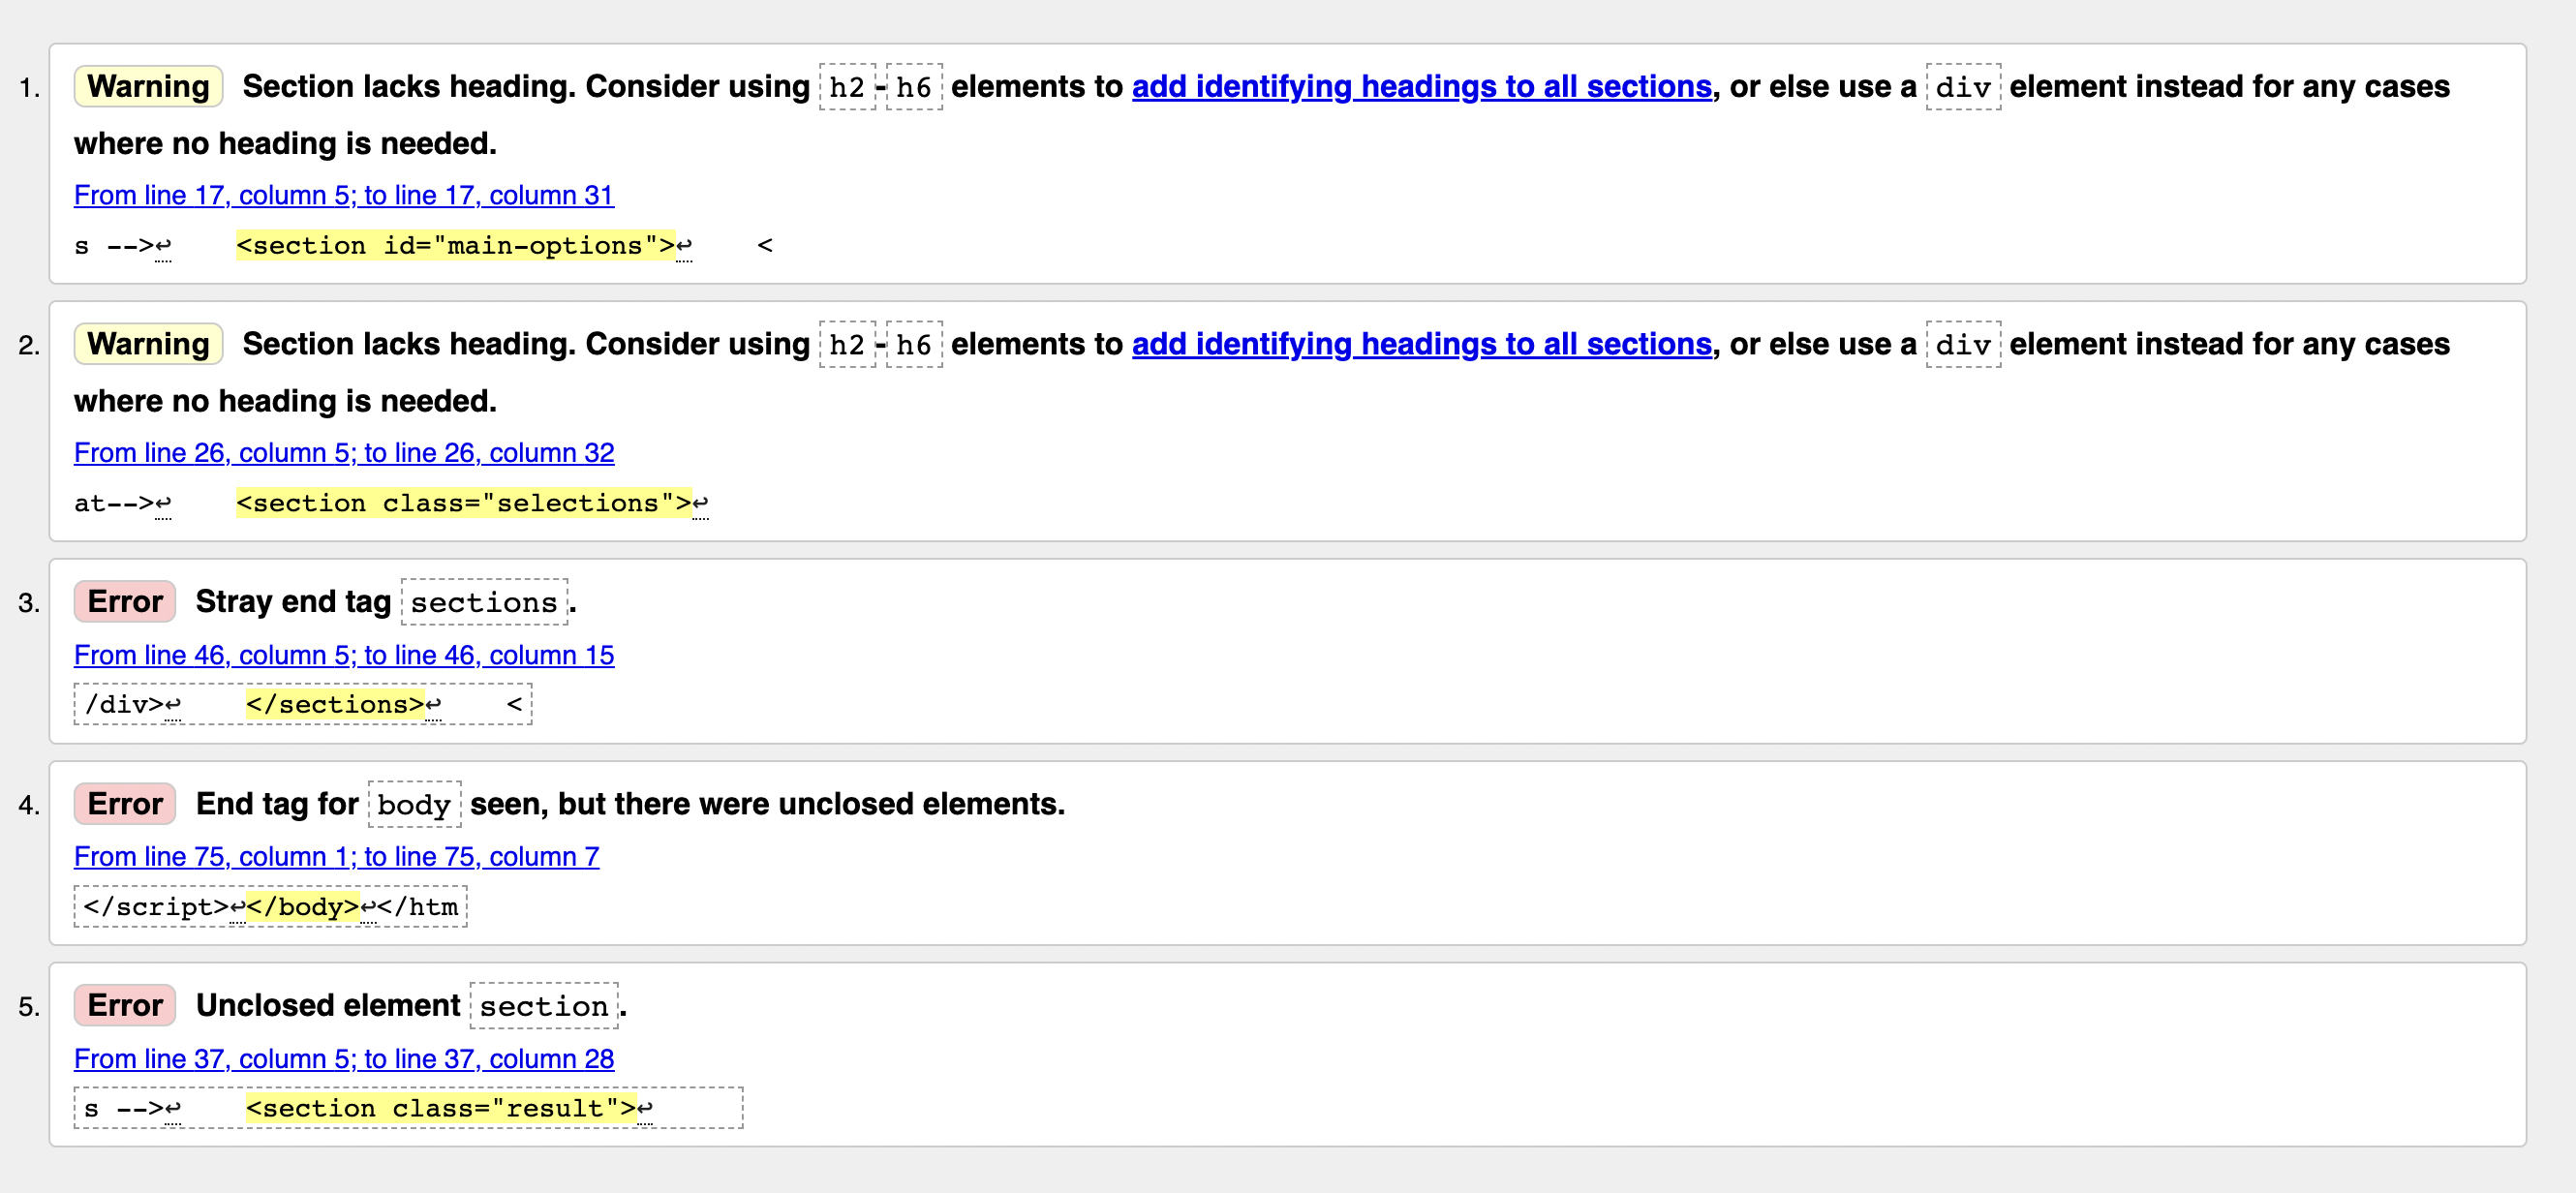 1. Warning Section lacks heading. Consider using h2-h6 elements to add identifying headings to all sections, or else use a div element instead for any cases
where no heading is needed.
From line 17, column 5; to line 17, column 31
s -->↩    <section id="main-options">↩    <
2. Warning Section lacks heading. Consider using h2-h6 elements to add identifying headings to all sections, or else use a div element instead for any cases
where no heading is needed.
From line 26, column 5; to line 26, column 32
at-->↩    <section class="selections">↩
3. Error Stray end tag sections.
From line 46, column 5; to line 46, column 15
/div>↩    </sections>↩    <
4. Error End tag for body seen, but there were unclosed elements.
From line 75, column 1; to line 75, column 7
</script>↩</body>↩</htm
5. Error Unclosed element section.
From line 37, column 5; to line 37, column 28
s -->↩    <section class="result">↩